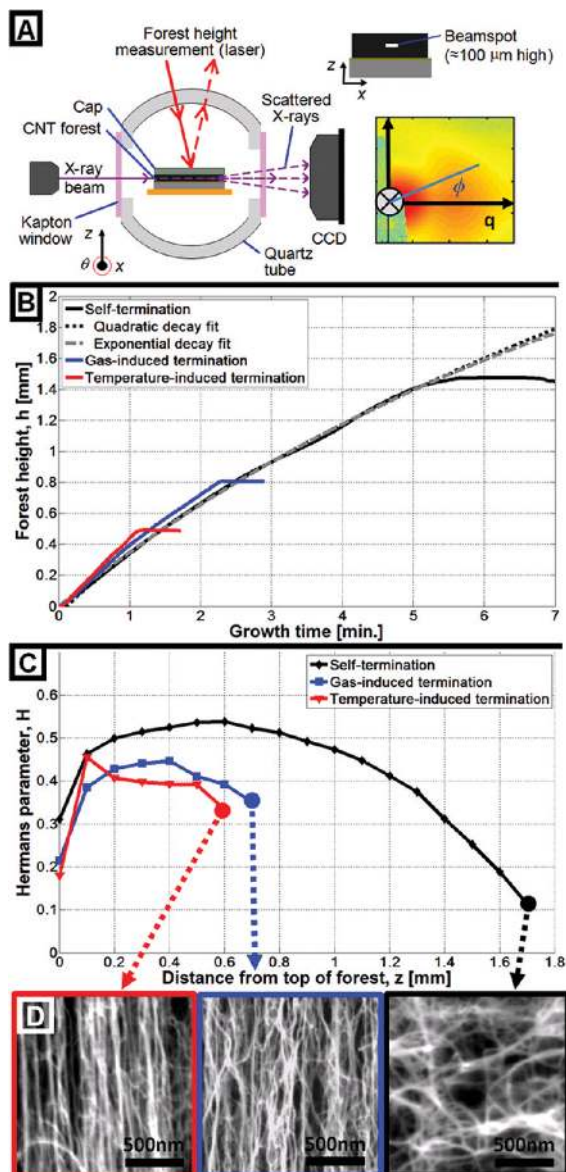 A
Forest height
measurement (laser)
Beamspot
(≈100 μm high)
z
x
Cap
CNT forest
Scattered
X-rays
X-ray
beam
Kapton
window
z
θ x
Quartz
tube
CCD
ϕ
q
B
Self-termination
Quadratic decay fit
Exponential decay fit
Gas-induced termination
Temperature-induced termination
Forest height, h [mm]
2
1.8
1.6
1.4
1.2
1
0.8
0.6
0.4
0.2
0
0 1 2 3 4 5 6 7
Growth time [min.]
C
Self-termination
Gas-induced termination
Temperature-induced termination
Hermans parameter, H
0.6
0.5
0.4
0.3
0.2
0.1
0
0 0.2 0.4 0.6 0.8 1 1.2 1.4 1.6 1.8
Distance from top of forest, z [mm]
D
500nm
500nm
500nm